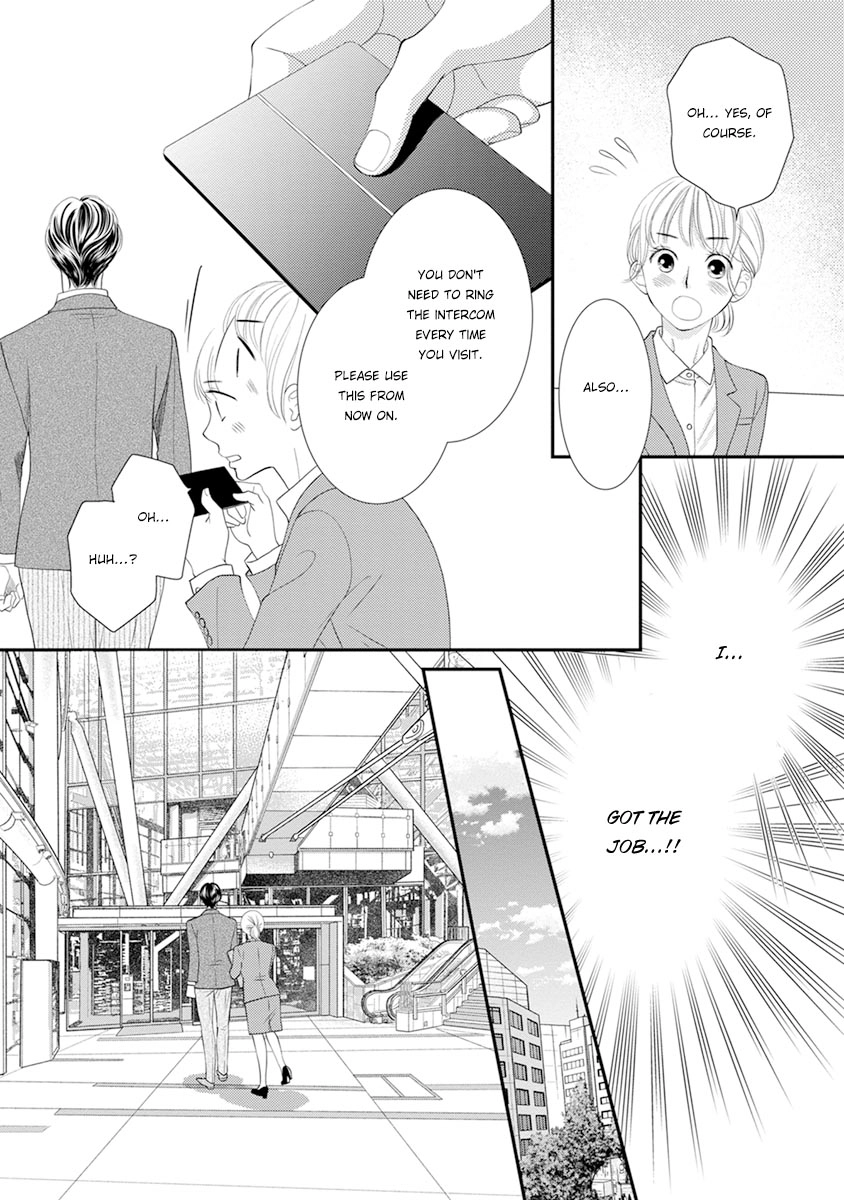 OH... YES, OF
COURSE.
ALSO...
YOU DON'T
NEED TO RING
THE INTERCOM
EVERY TIME
YOU VISIT.
PLEASE USE
THIS FROM
NOW ON.
OH...
HUH...?
I...
GOT THE
JOB...!!